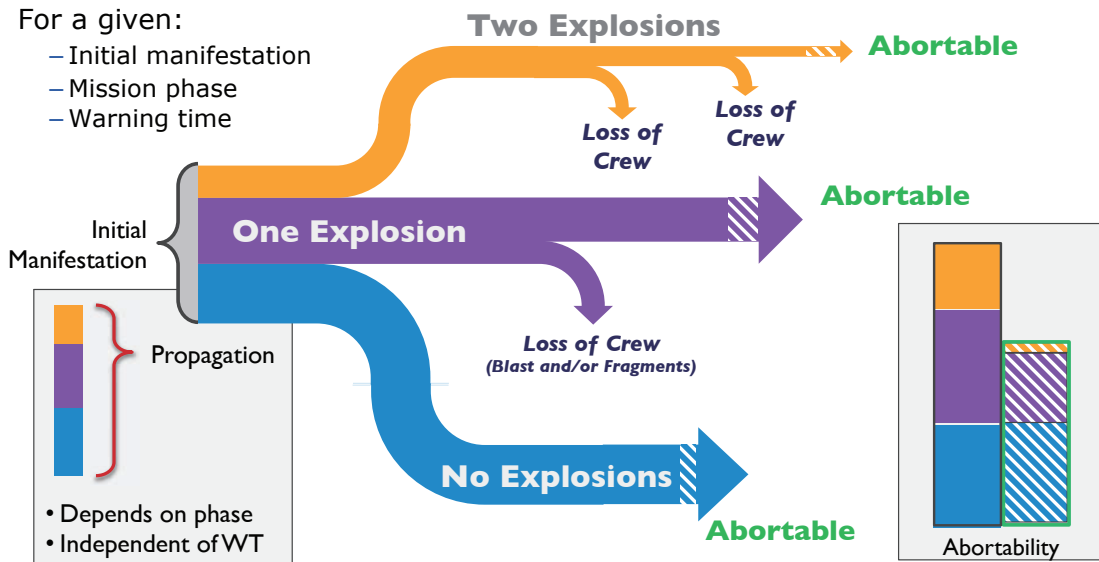 For a given:
– Initial manifestation
– Mission phase
– Warning time
Two Explosions
Abortable
Loss of
Crew
Loss of
Crew
Abortable
Initial
Manifestation
One Explosion
Loss of Crew
(Blast and/or Fragments)
Propagation
• Depends on phase
• Independent of WT
No Explosions
Abortable
Abortability